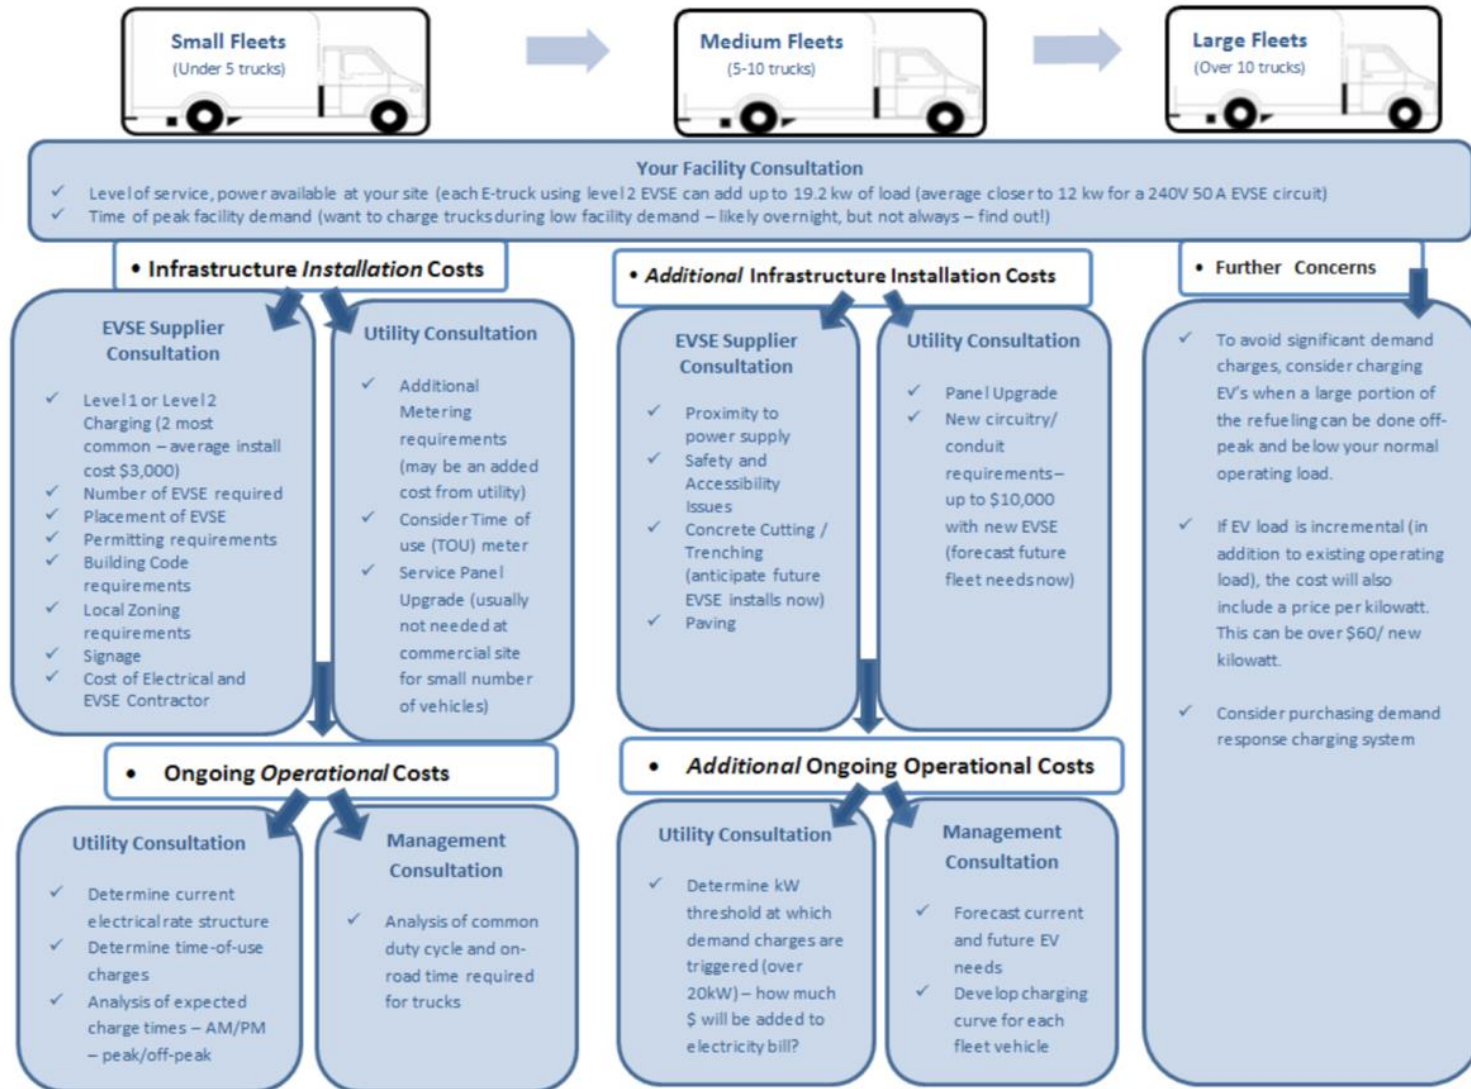 Small Fleets
(Under 5 trucks)
Medium Fleets
(5-10 trucks)
Large Fleets
(Over 10 trucks)
Your Facility Consultation
✓ Level of service, power available at your site (each E-truck using level 2 EVSE can add up to 19.2 kw of load (average closer to 12 kw for a 240V 50 A EVSE circuit)
✓ Time of peak facility demand (want to charge trucks during low facility demand – likely overnight, but not always – find out!)
• Infrastructure Installation Costs
EVSE Supplier
Consultation
✓ Level 1 or Level 2
Charging (2 most
common – average install
cost $3,000)
✓ Number of EVSE required
✓ Placement of EVSE
✓ Permitting requirements
✓ Building Code
requirements
✓ Local Zoning
requirements
✓ Signage
✓ Cost of Electrical and
EVSE Contractor
Utility Consultation
✓ Additional
Metering
requirements
(may be an added
cost from utility)
✓ Consider Time of
use (TOU) meter
✓ Service Panel
Upgrade (usually
not needed at
commercial site
for small number
of vehicles)
• Ongoing Operational Costs
Utility Consultation
✓ Determine current
electrical rate structure
✓ Determine time-of-use
charges
✓ Analysis of expected
charge times – AM/PM
– peak/off-peak
Management
Consultation
✓ Analysis of common
duty cycle and on-
road time required
for trucks
• Additional Infrastructure Installation Costs
EVSE Supplier
Consultation
✓ Proximity to
power supply
✓ Safety and
Accessibility
Issues
✓ Concrete Cutting /
Trenching
(anticipate future
EVSE installs now)
✓ Paving
Utility Consultation
✓ Panel Upgrade
✓ New circuitry/
conduit
requirements–
up to $10,000
with new EVSE
(forecast future
fleet needs now)
• Additional Ongoing Operational Costs
Utility Consultation
✓ Determine kW
threshold at which
demand charges are
triggered (over
20kW) – how much
$ will be added to
electricity bill?
Management
Consultation
✓ Forecast current
and future EV
needs
✓ Develop charging
curve for each
fleet vehicle
• Further Concerns
✓ To avoid significant demand
charges, consider charging
EV's when a large portion of
the refueling can be done off-
peak and below your normal
operating load.
✓ If EV load is incremental (in
addition to existing operating
load), the cost will also
include a price per kilowatt.
This can be over $60/ new
kilowatt.
✓ Consider purchasing demand
response charging system